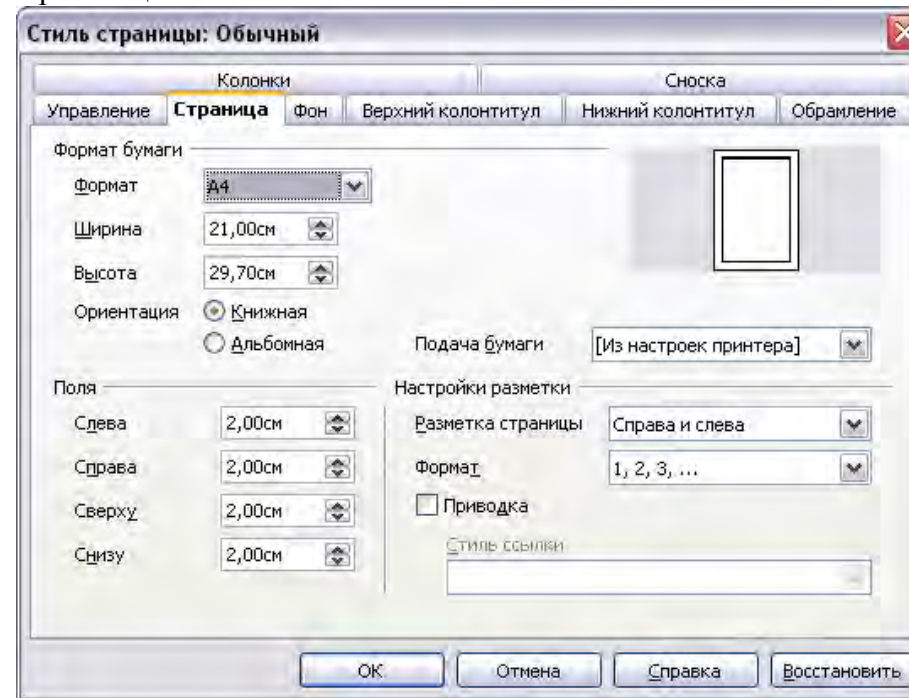 Стиль страницы: Обычный
Колонки Сноска
Управление Страница Фон Верхний колонтитул Нижний колонтитул Обрамление
Формат бумаги
Формат A4
Ширина 21,00см
Высота 29,70см
Ориентация Книжная
Альбомная Подача бумаги [Из настроек принтера]
Поля Настройки разметки
Слева 2,00см Разметка страницы Справа и слева
Справа 2,00см Формат 1, 2, 3, ...
Сверху 2,00см Приводка
Снизу 2,00см Стиль ссылки
ОК Отмена Справка Восстановить